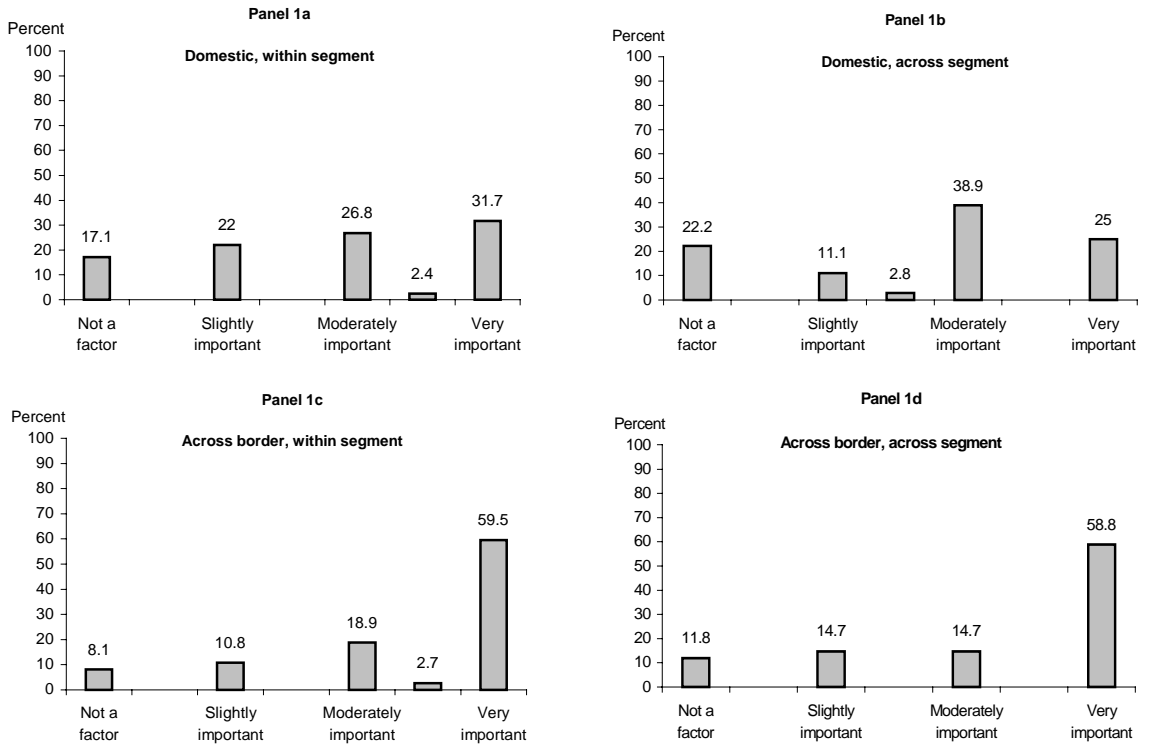 Panel 1a
Percent
Domestic, within segment
100
90
80
70
60
50
40
30
20
10
0
17.1
22
26.8
2.4
31.7
Not a
factor
Slightly
important
Moderately
important
Very
important
Panel 1b
Percent
Domestic, across segment
100
90
80
70
60
50
40
30
20
10
0
22.2
11.1
2.8
38.9
25
Not a
factor
Slightly
important
Moderately
important
Very
important
Panel 1c
Percent
Across border, within segment
100
90
80
70
60
50
40
30
20
10
0
8.1
10.8
18.9
2.7
59.5
Not a
factor
Slightly
important
Moderately
important
Very
important
Panel 1d
Percent
Across border, across segment
100
90
80
70
60
50
40
30
20
10
0
11.8
14.7
14.7
58.8
Not a
factor
Slightly
important
Moderately
important
Very
important